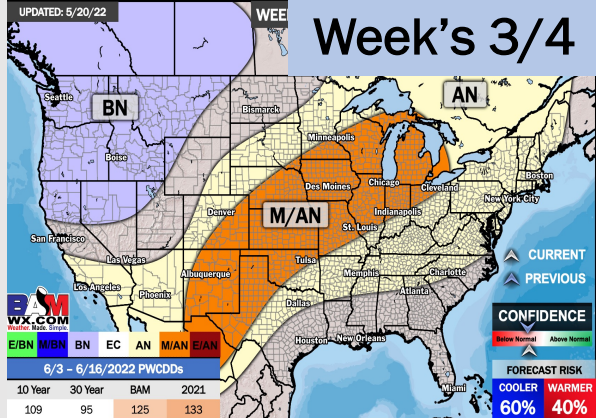 UPDATED: 5/20/22
WEE
Week's 3/4
Seattle
BN
Bismarck
AN
Minneapolis
Boise
Boston
Des Moines
Chicago
Cleveland
New York City
Denver
M/AN
Indianapolis
San Francisco
St. Louis
Las Vegas
Tulsa
CURRENT
Albuquerque
Memphis
Charlotte
PREVIOUS
Los Angeles
Phoenix
Atlanta
Dallas
BAM
WX.COM
Weather. Made. Simple.
Houston
New Orleans
CONFIDENCE
Below Normal Above Normal
E/BN M/BN BN EC AN M/AN E/AN
Miami
6/3 – 6/16/2022 PWCDDs
FORECAST RISK
10 Year 30 Year BAM 2021
COOLER WARMER
109 95 125 133
60% 40%